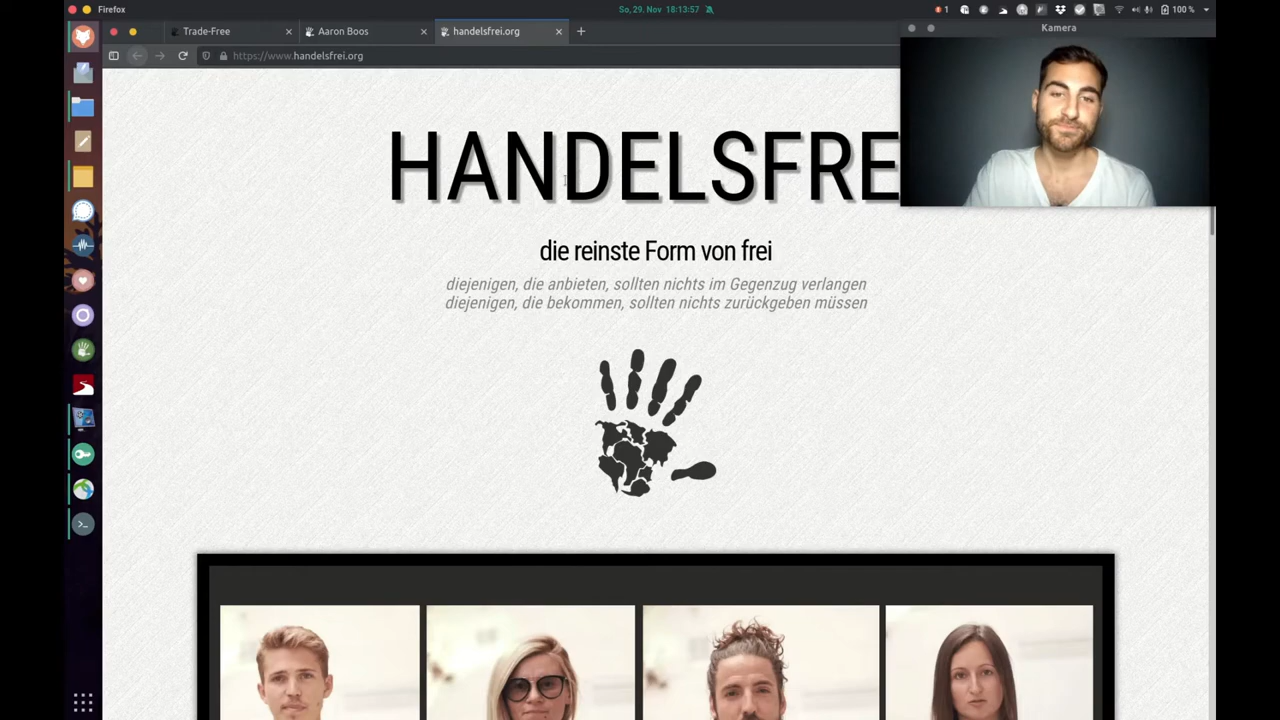 Firefox
So, 29. Nov 18:13:57
1
100 %
Trade-Free
Aaron Boos
handelsfrei.org
Kamera
https://www.handelsfrei.org
HANDELSFRE
die reinste Form von frei
diejenigen, die anbieten, sollten nichts im Gegenzug verlangen
diejenigen, die bekommen, sollten nichts zurückgeben müssen